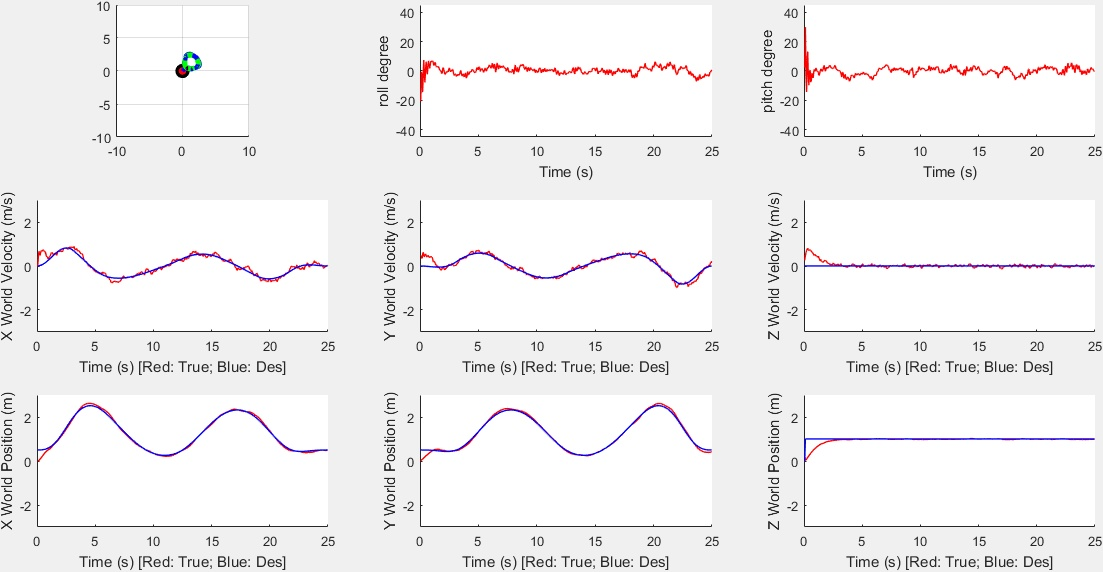 10
5
0
-5
-10
-10 0 10
roll degree
40
20
0
-20
-40
0 5 10 15 20 25
Time (s)
pitch degree
40
20
0
-20
-40
0 5 10 15 20 25
Time (s)
X World Velocity (m/s)
2
0
-2
0 5 10 15 20 25
Time (s) [Red: True; Blue: Des]
Y World Velocity (m/s)
2
0
-2
0 5 10 15 20 25
Time (s) [Red: True; Blue: Des]
Z World Velocity (m/s)
2
0
-2
0 5 10 15 20 25
Time (s) [Red: True; Blue: Des]
X World Position (m)
2
0
-2
0 5 10 15 20 25
Time (s) [Red: True; Blue: Des]
Y World Position (m)
2
0
-2
0 5 10 15 20 25
Time (s) [Red: True; Blue: Des]
Z World Position (m)
2
0
-2
0 5 10 15 20 25
Time (s) [Red: True; Blue: Des]